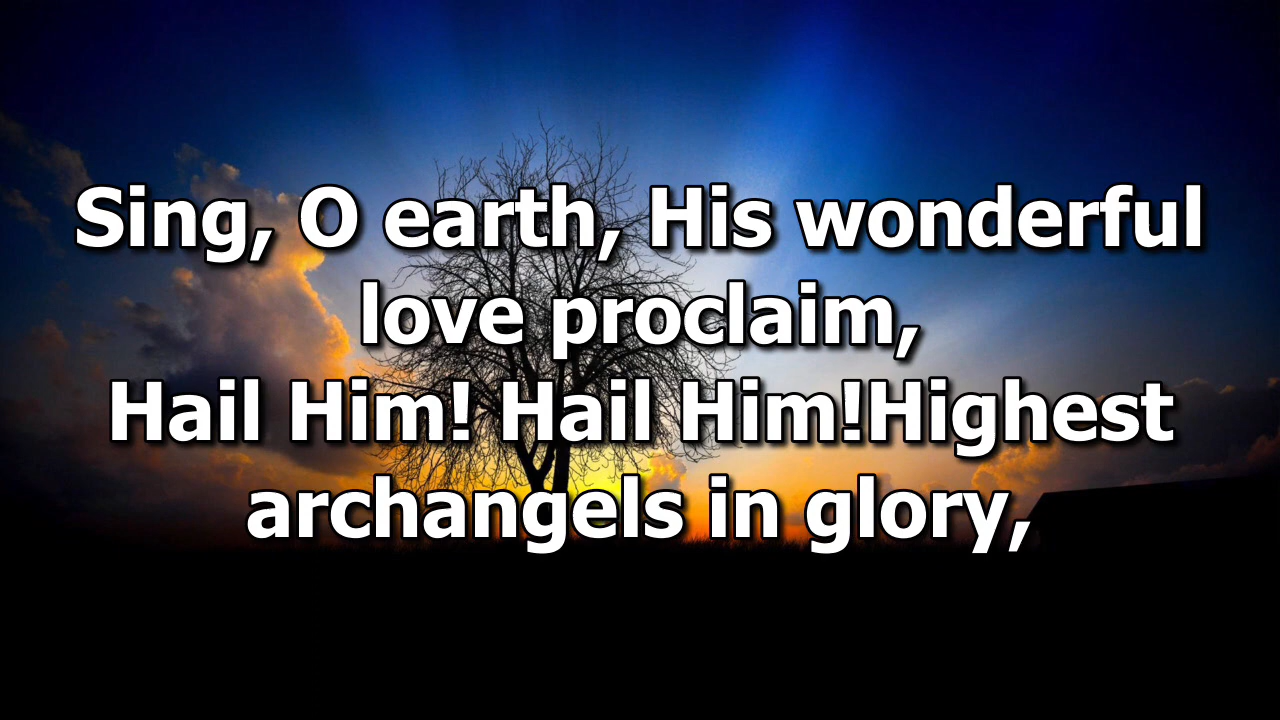 Sing, O earth, His wonderful
love proclaim,
Hail Him! Hail Him!Highest
archangels in glory,